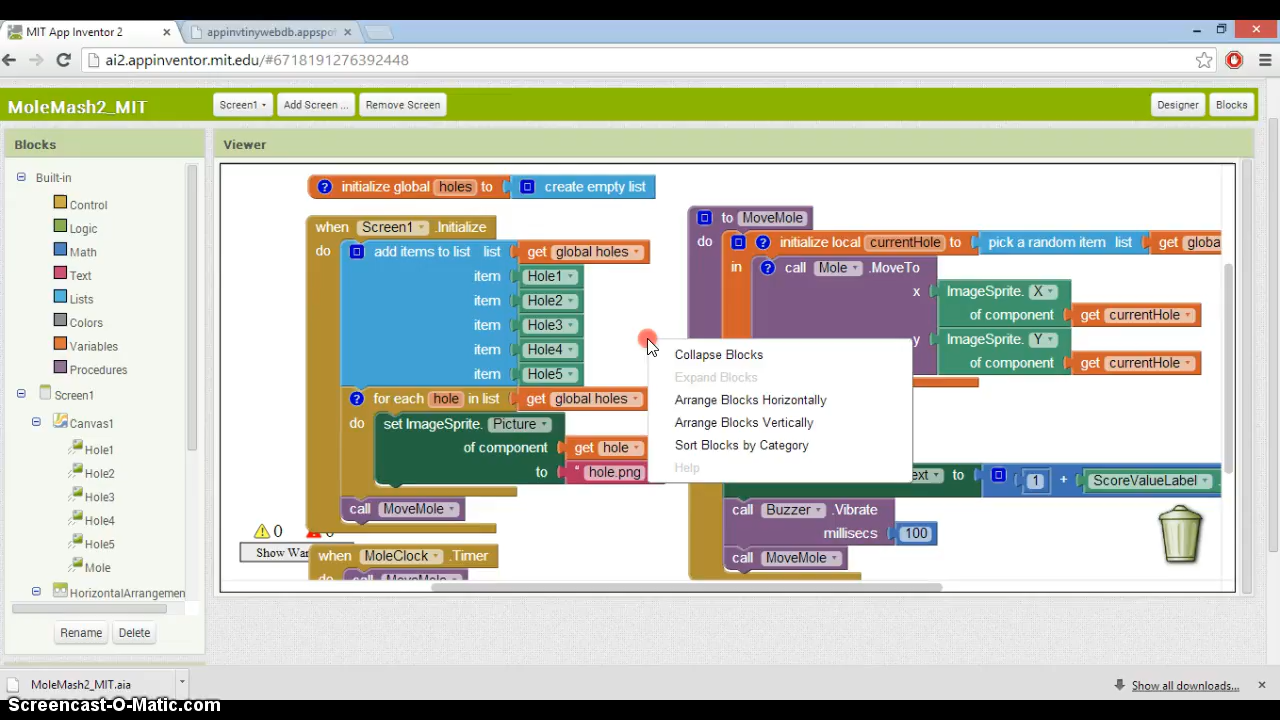 MIT App Inventor 2
appinvtinywebdb.appspot
ai2.appinventor.mit.edu/#6718191276392448
MoleMash2_MIT
Screen1
Add Screen ...
Remove Screen
Designer
Blocks
Blocks
Viewer
Built-in
Control
Logic
Math
Text
Lists
Colors
Variables
Procedures
Screen1
Canvas1
Hole1
Hole2
Hole3
Hole4
Hole5
Mole
HorizontalArrangemen
Rename
Delete
initialize global holes to create empty list
when Screen1 .Initialize
do add items to list list get global holes
item Hole1
item Hole2
item Hole3
item Hole4
item Hole5
for each hole in list get global holes
do set ImageSprite. Picture
of component get hole
to " hole.png
call MoveMole
0
Show War
when MoleClock .Timer
do call MoveMole
to MoveMole
do initialize local currentHole to pick a random item list get globa
in call Mole .MoveTo
x ImageSprite. X
of component get currentHole
y ImageSprite. Y
of component get currentHole
Collapse Blocks
Expand Blocks
Arrange Blocks Horizontally
Arrange Blocks Vertically
Sort Blocks by Category
Help
ext to 1 + ScoreValueLabel .
call Buzzer .Vibrate
millisecs 100
call MoveMole
MoleMash2_MIT.aia
Show all downloads...
Screencast-O-Matic.com